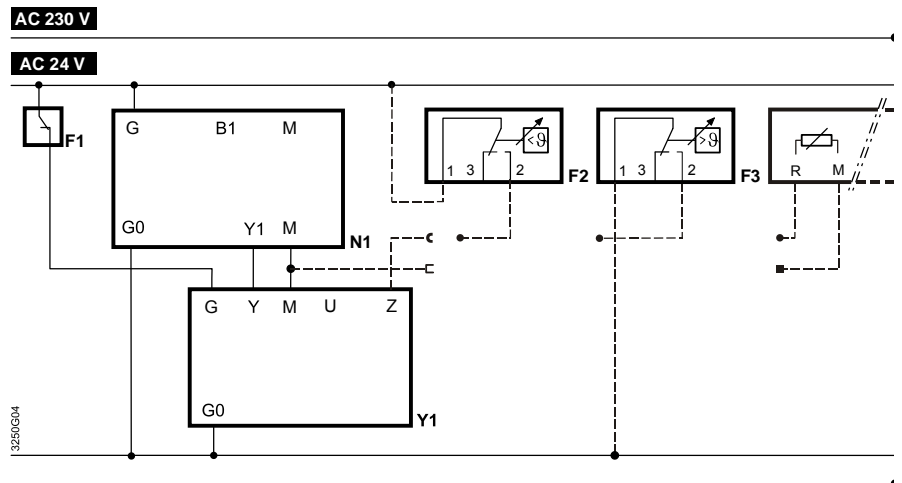 AC 230 V
AC 24 V
F1
G B1 M
G0 Y1 M
N1
1 3 2
<ϑ
F2
1 3 2
>ϑ
F3
R M
G Y M U Z
G0
Y1
3250G04